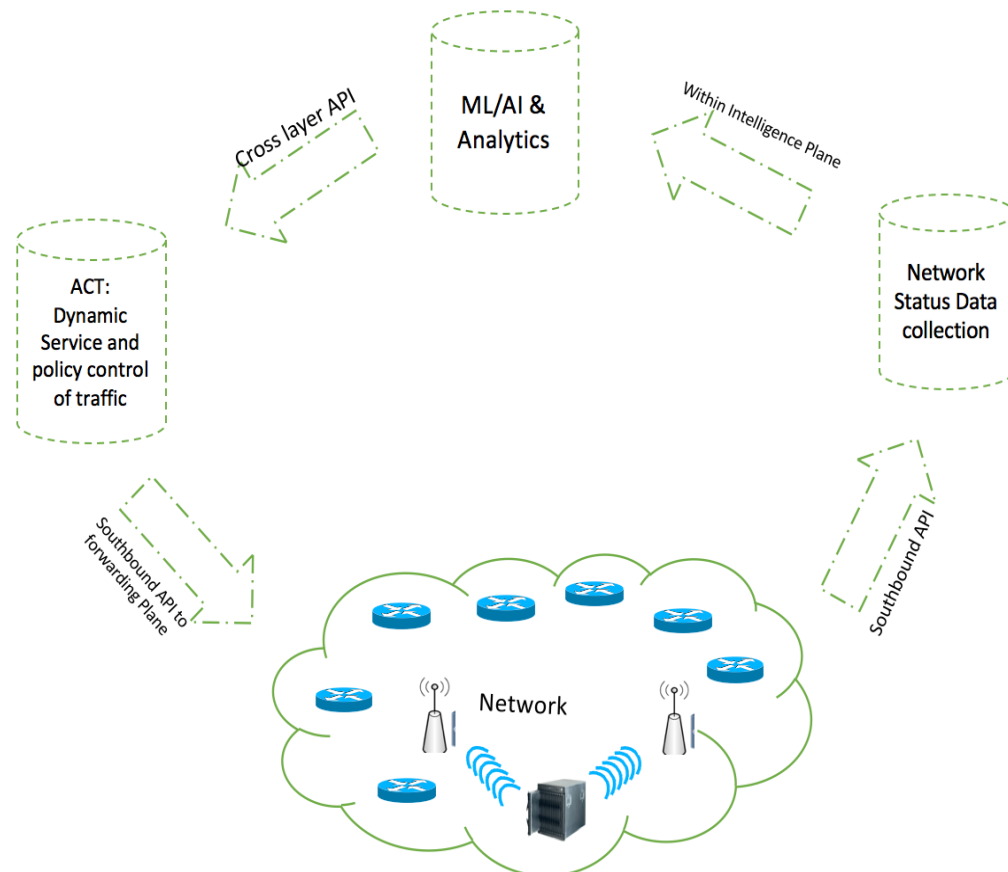 ML/AI &
Analytics
Cross layer API
Within Intelligence Plane
ACT:
Dynamic
Service and
policy control
of traffic
Network
Status Data
collection
Southbound API to
forwarding Plane
Southbound API
Network